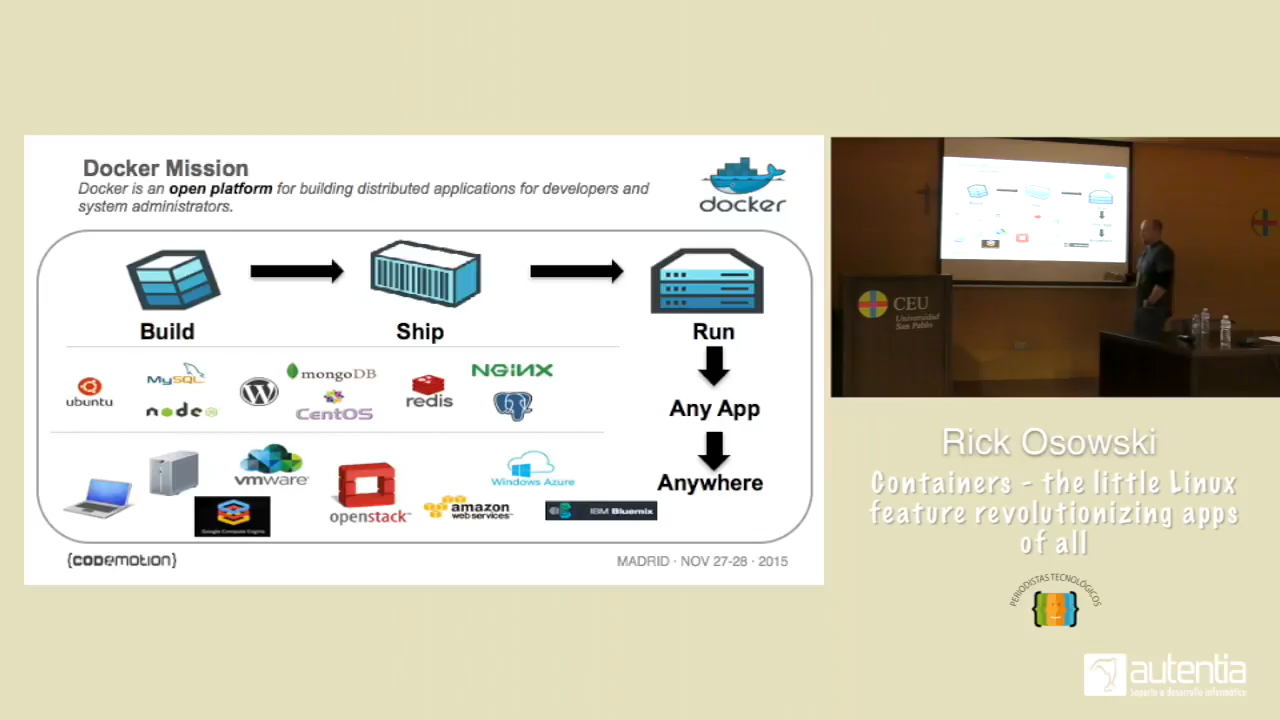 Docker Mission
Docker is an open platform for building distributed applications for developers and
system administrators.
docker
Build
Ship
Run
ubuntu
MySQL
node
WordPress
mongoDB
CentOS
redis
NGINX
Any App
Anywhere
vmware
Google Compute Engine
openstack
Windows Azure
amazon
web services
IBM Bluemix
{CODEMOTION}
MADRID · NOV 27-28 · 2015
CEU
Universidad
San Pablo
Rick Osowski
Containers - the little Linux
feature revolutionizing apps
of all
PERIODISTAS TECNOLÓGICOS
autentia
Soporte a desarrollo informático